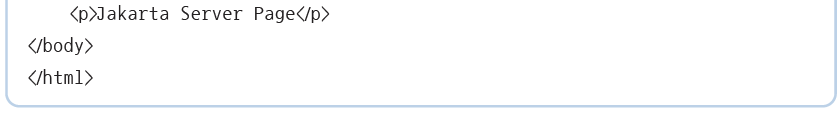 <p>Jakarta Server Page</p>
</body>
</html>